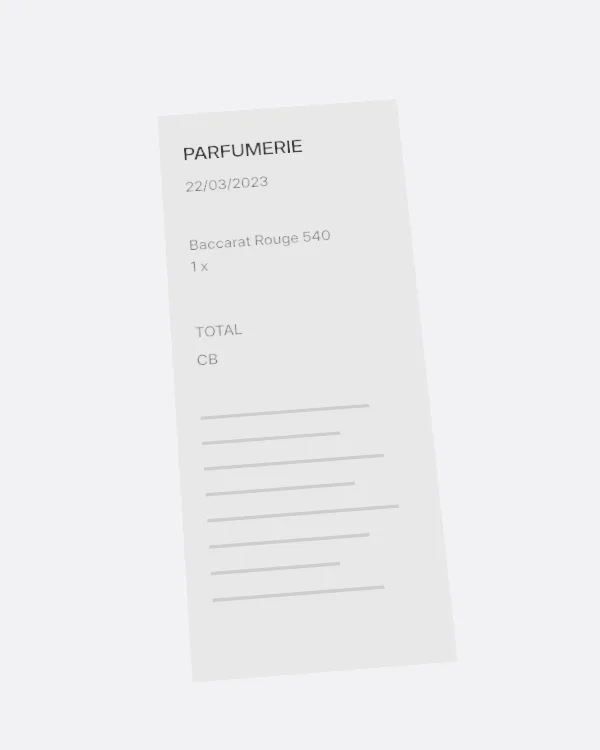 PARFUMERIE
22/03/2023
Baccarat Rouge 540
1 x
TOTAL
CB